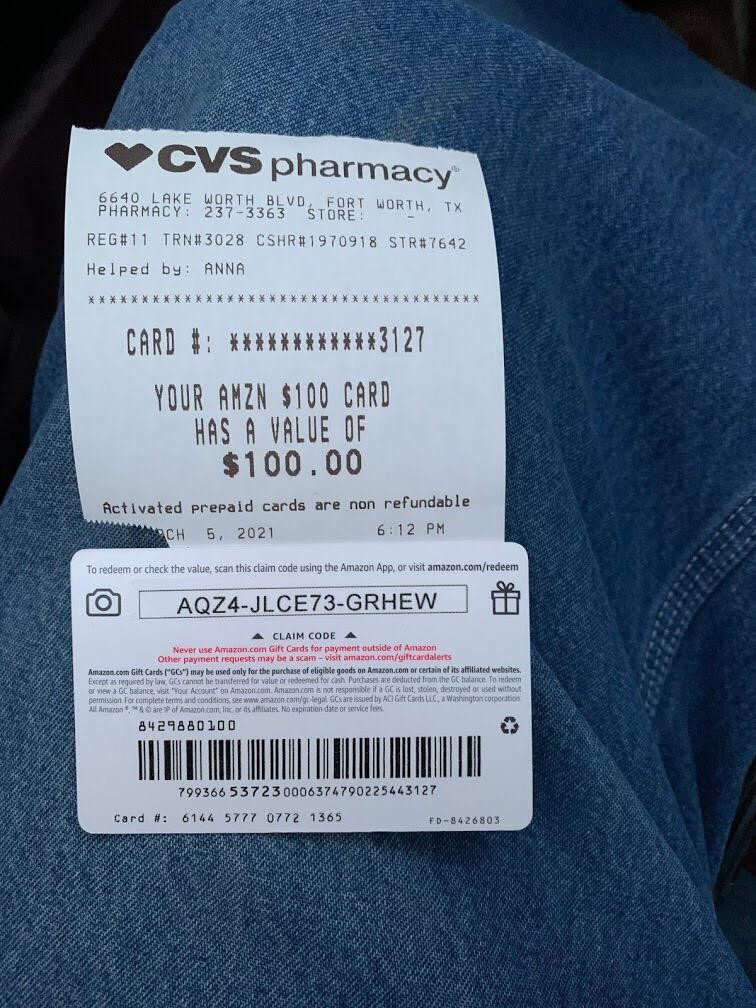 CVS pharmacy®
6640 LAKE WORTH BLVD, FORT WORTH, TX
PHARMACY: 237-3363 STORE: -
REG#11 TRN#3028 CSHR#1970918 STR#7642
Helped by: ANNA
*************************************
CARD #: ************3127
YOUR AMZN $100 CARD
HAS A VALUE OF
$100.00
Activated prepaid cards are non refundable
RCH 5, 2021 6:12 PM
To redeem or check the value, scan this claim code using the Amazon App, or visit amazon.com/redeem
AQZ4-JLCE73-GRHEW
▲ CLAIM CODE ▲
Never use Amazon.com Gift Cards for payment outside of Amazon
Other payment requests may be a scam – visit amazon.com/giftcardalerts
Amazon.com Gift Cards ("GCs") may be used only for the purchase of eligible goods on Amazon.com or certain of its affiliated websites.
Except as required by law, GCs cannot be transferred for value or redeemed for cash. Purchases are deducted from the GC balance. To redeem
or view a GC balance, visit "Your Account" on Amazon.com. Amazon.com is not responsible if a GC is lost, stolen, destroyed or used without
permission. For complete terms and conditions, see www.amazon.com/gc-legal. GCs are issued by ACI Gift Cards LLC, a Washington corporation.
All Amazon ®, ™ & © are IP of Amazon.com, Inc. or its affiliates. No expiration date or service fees.
8429880100
799366 53723 0006374790225443127
Card #: 6144 5777 0772 1365 FD-8426803